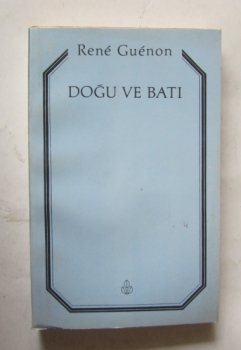 René Guénon
DOĞU VE BATI